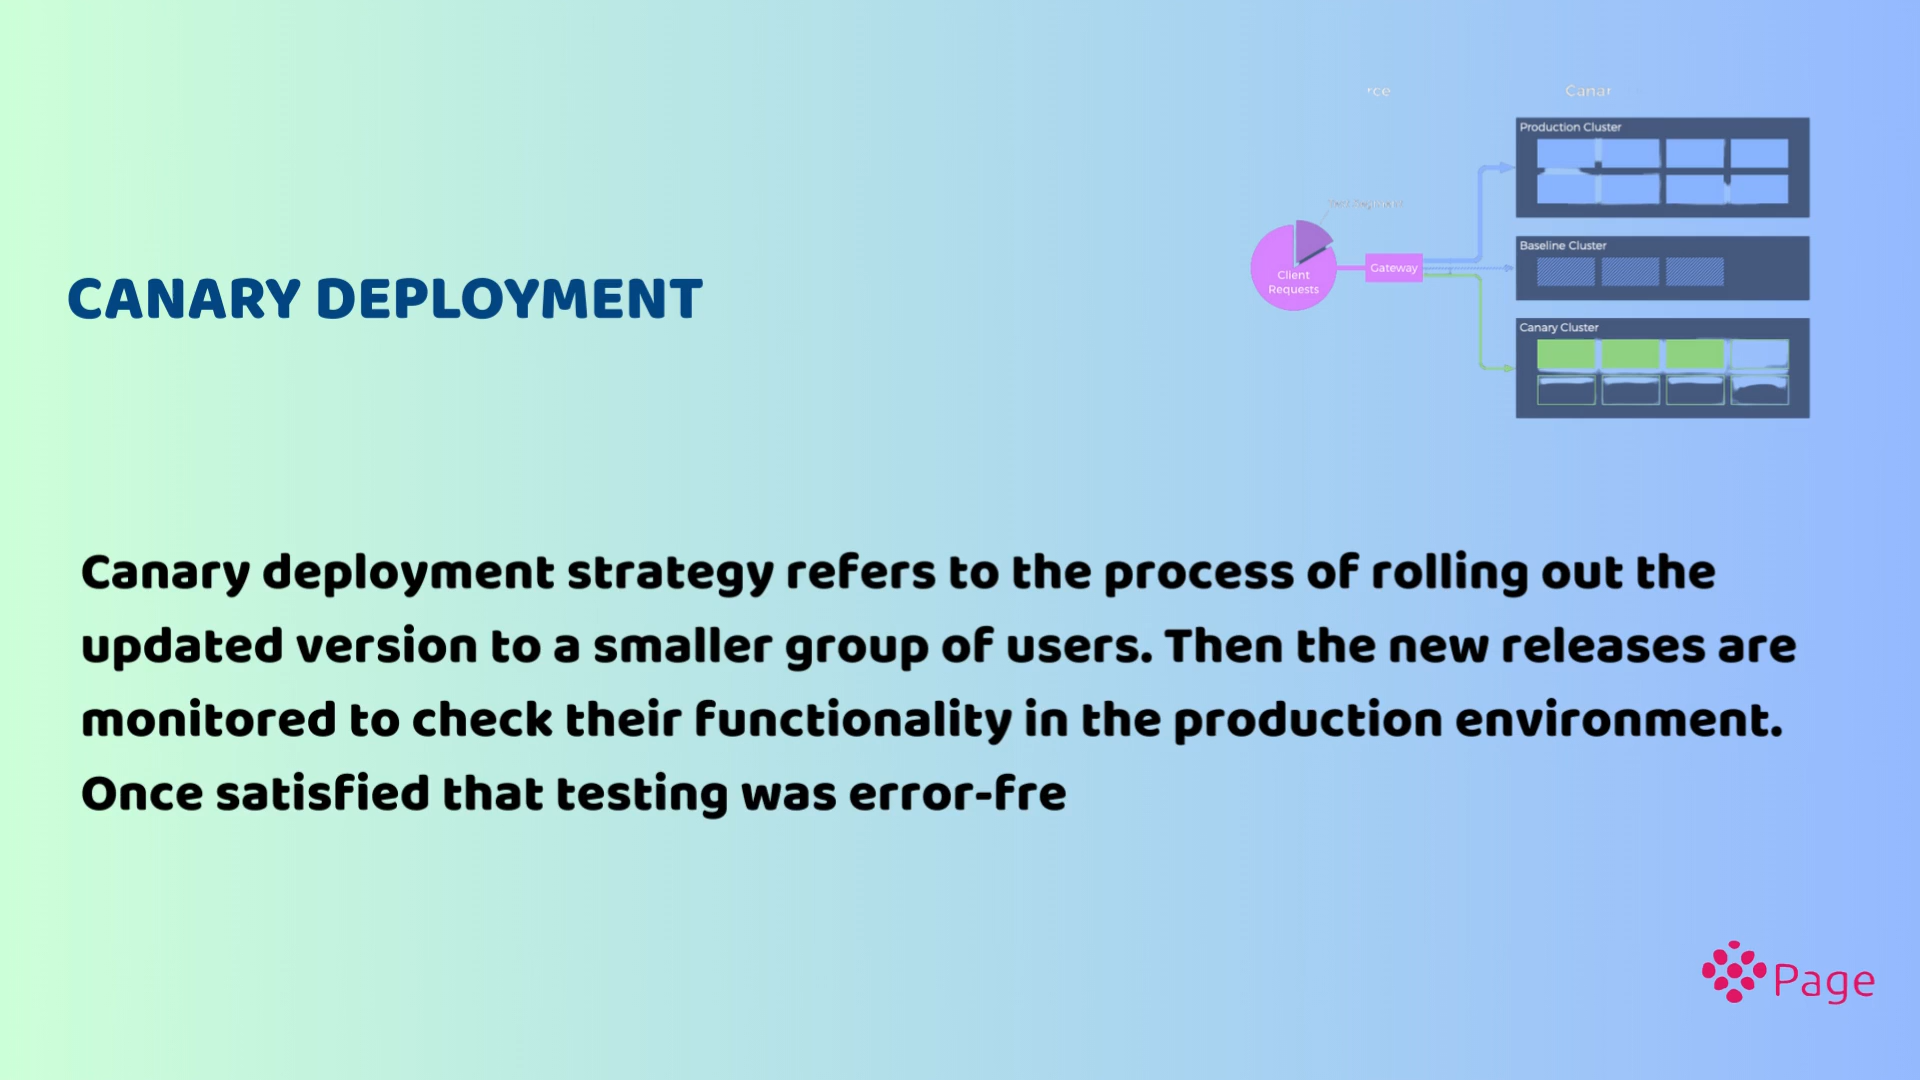 rce
Canar
Production Cluster
Baseline Cluster
Client
Requests
Gateway
Canary Cluster
CANARY DEPLOYMENT
Canary deployment strategy refers to the process of rolling out the
updated version to a smaller group of users. Then the new releases are
monitored to check their functionality in the production environment.
Once satisfied that testing was error-fre
Page